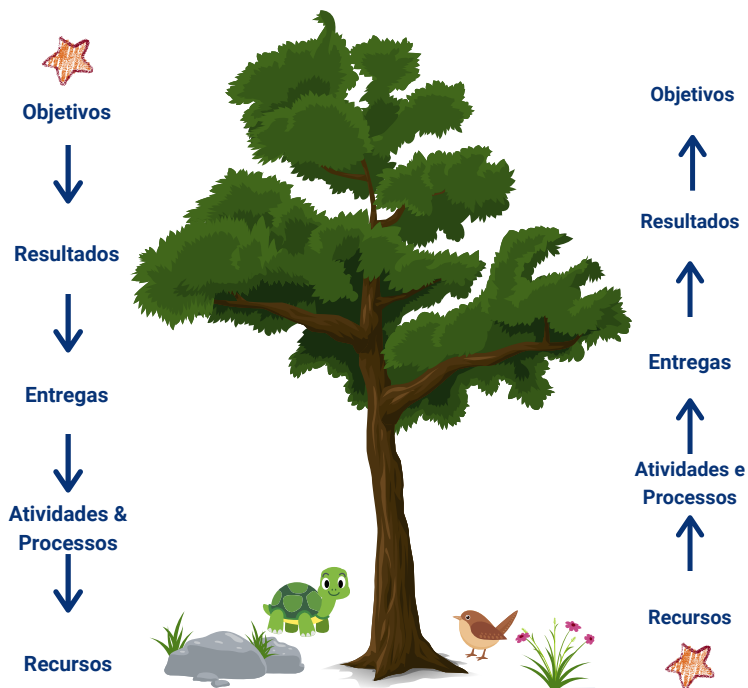 Objetivos
Resultados
Entregas
Atividades &
Processos
Recursos
Objetivos
Resultados
Entregas
Atividades e
Processos
Recursos